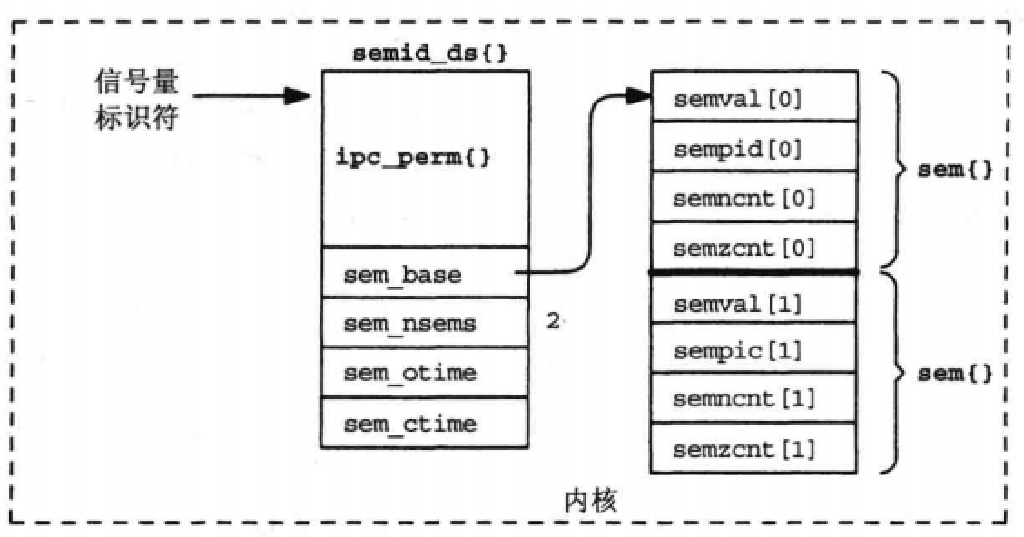 semid_ds{}
信号量
标识符
ipc_perm{}
sem_base
sem_nsems
2
sem_otime
sem_ctime
semval[0]
sempid[0]
semncnt[0]
semzcnt[0]
sem{}
semval[1]
sempic[1]
semncnt[1]
semzcnt[1]
sem{}
内核